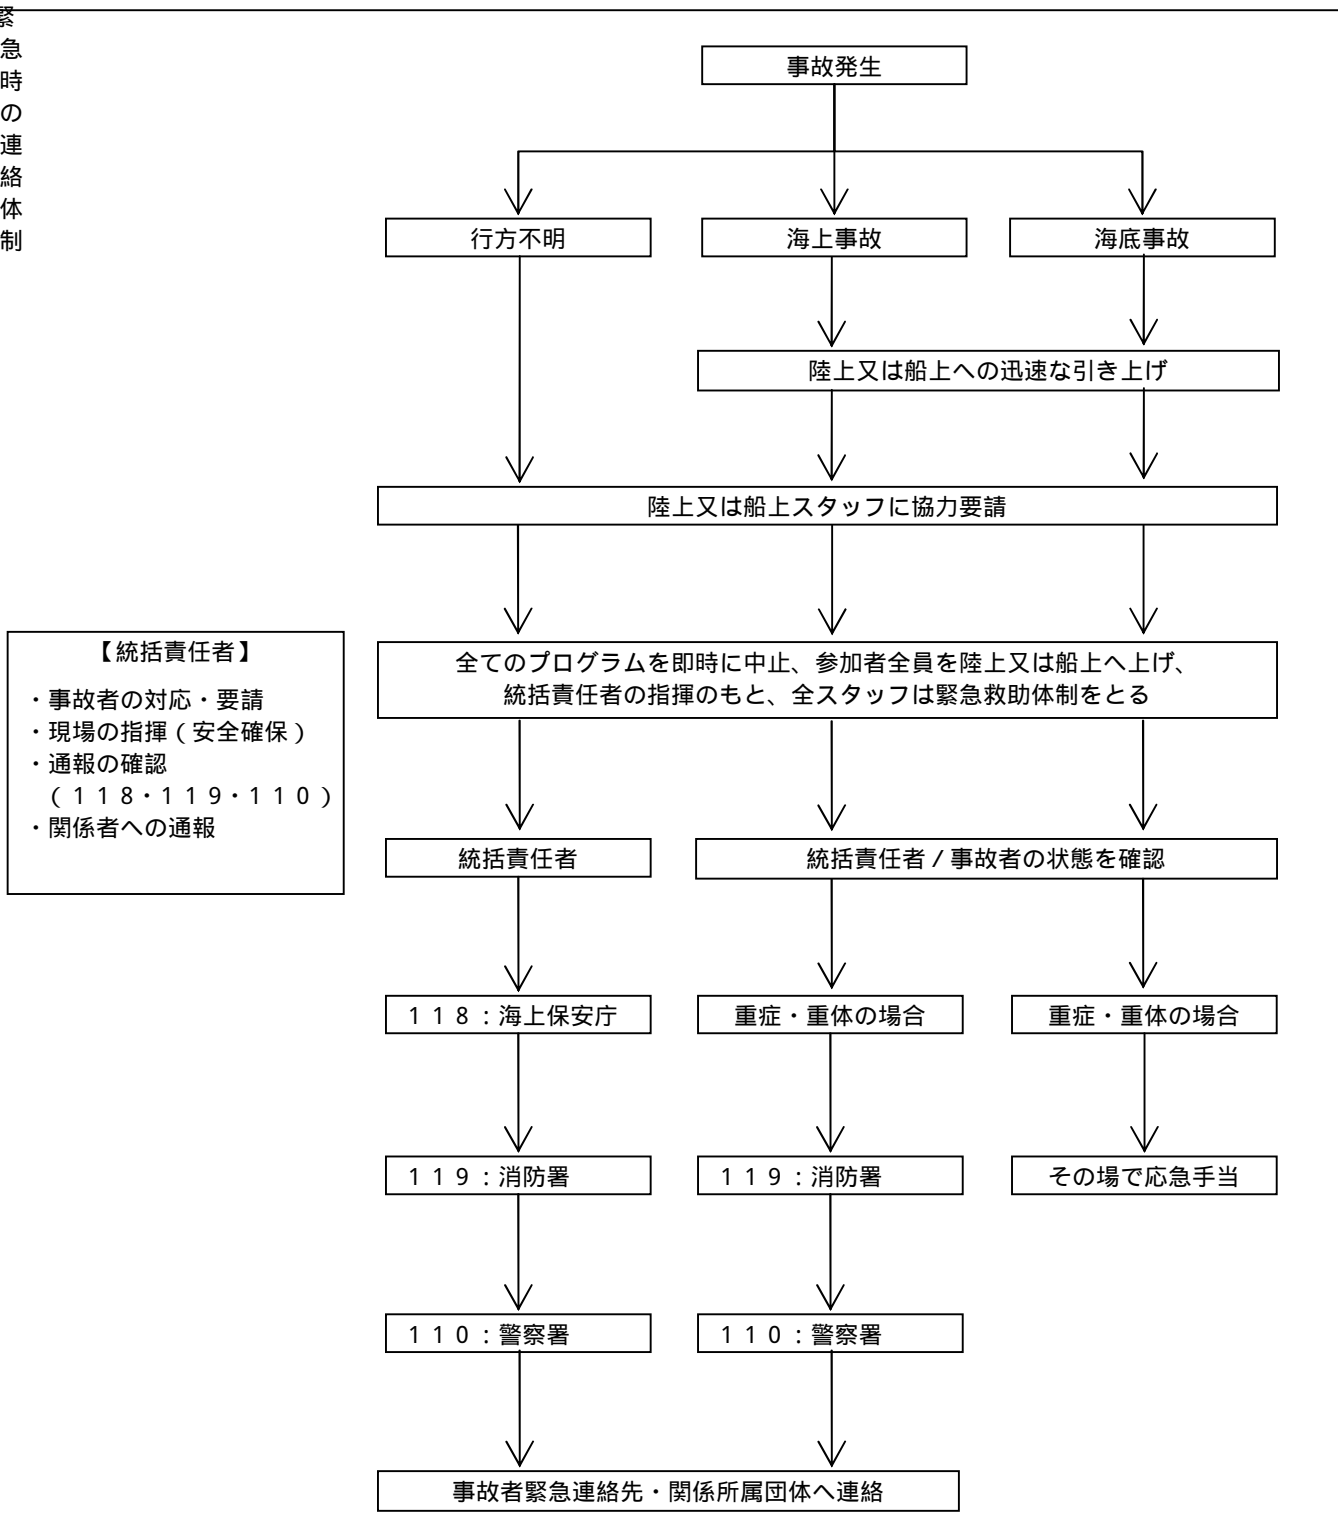 緊急時の連絡体制
事故発生
行方不明
海上事故
海底事故
陸上又は船上への迅速な引き上げ
陸上又は船上スタッフに協力要請
全てのプログラムを即時に中止、参加者全員を陸上又は船上へ上げ、
統括責任者の指揮のもと、全スタッフは緊急救助体制をとる
【統括責任者】
・事故者の対応・要請
・現場の指揮（安全確保）
・通報の確認
（１１８・１１９・１１０）
・関係者への通報
統括責任者
統括責任者／事故者の状態を確認
１１８：海上保安庁
重症・重体の場合
重症・重体の場合
１１９：消防署
１１９：消防署
その場で応急手当
１１０：警察署
１１０：警察署
事故者緊急連絡先・関係所属団体へ連絡